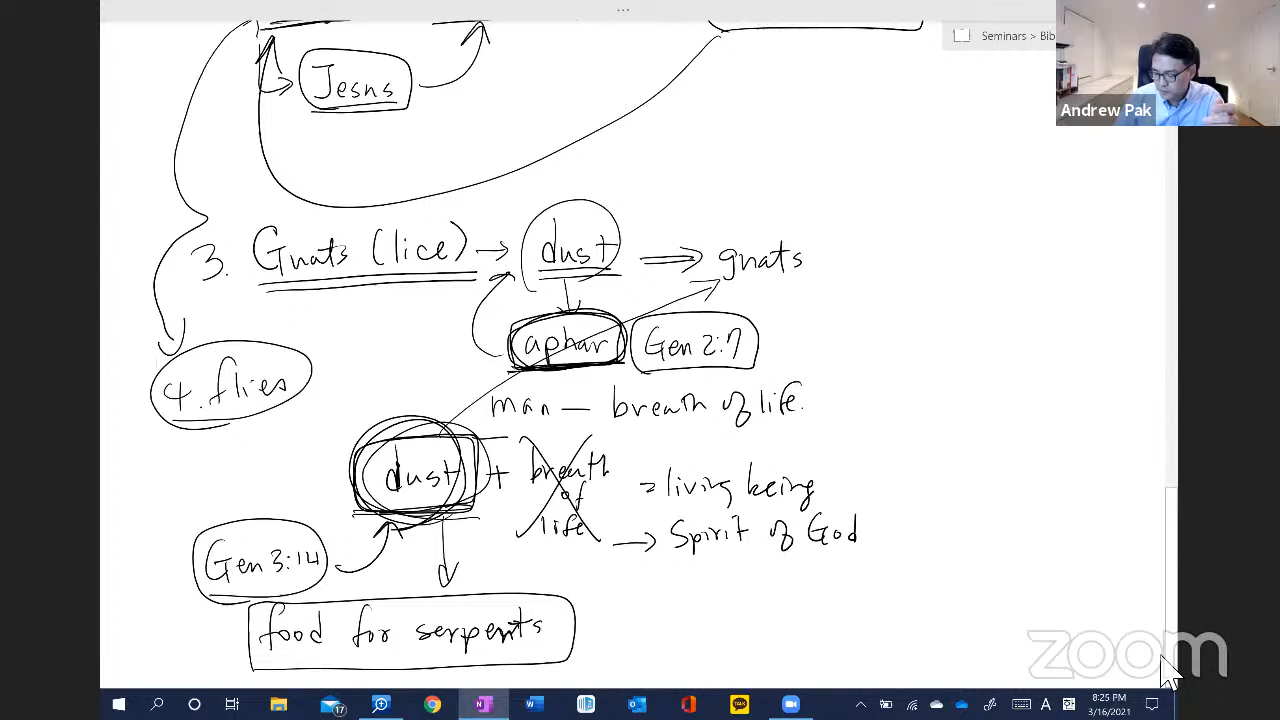 Seminars > Bib
Andrew Pak
Jesus
3. Gnats (lice) → dust ⇒ gnats
aphar Gen 2:7
4. flies
man — breath of life.
dust + breath of life = living being
→ Spirit of God
Gen 3:14
food for serpents
zoom
17
TALK
A
8:25 PM
3/16/2021